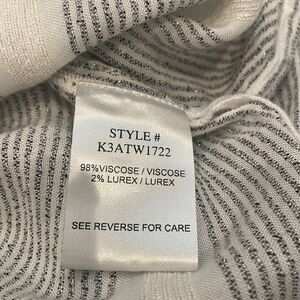 STYLE #
K3ATW1722
98%VISCOSE / VISCOSE
2% LUREX / LUREX
SEE REVERSE FOR CARE